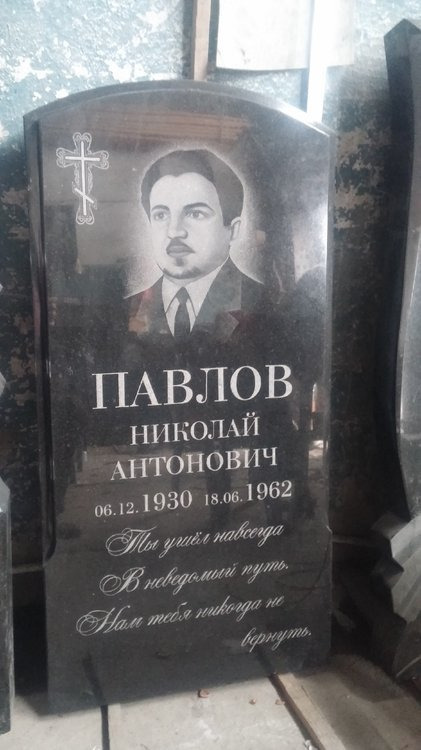 ПАВЛОВ
НИКОЛАЙ
АНТОНОВИЧ
06.12.1930 18.06.1962
Ты ушёл навсегда
В неведомый путь.
Нам тебя никогда не
вернуть.